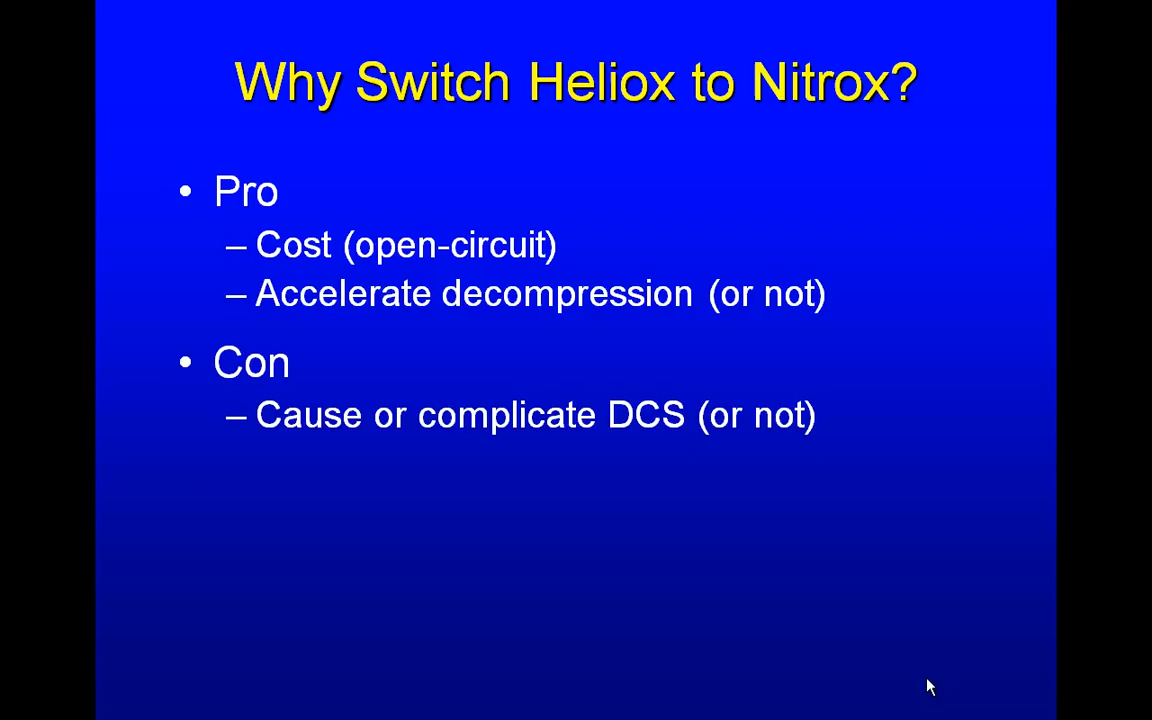 Why Switch Heliox to Nitrox?
• Pro
– Cost (open-circuit)
– Accelerate decompression (or not)
• Con
– Cause or complicate DCS (or not)